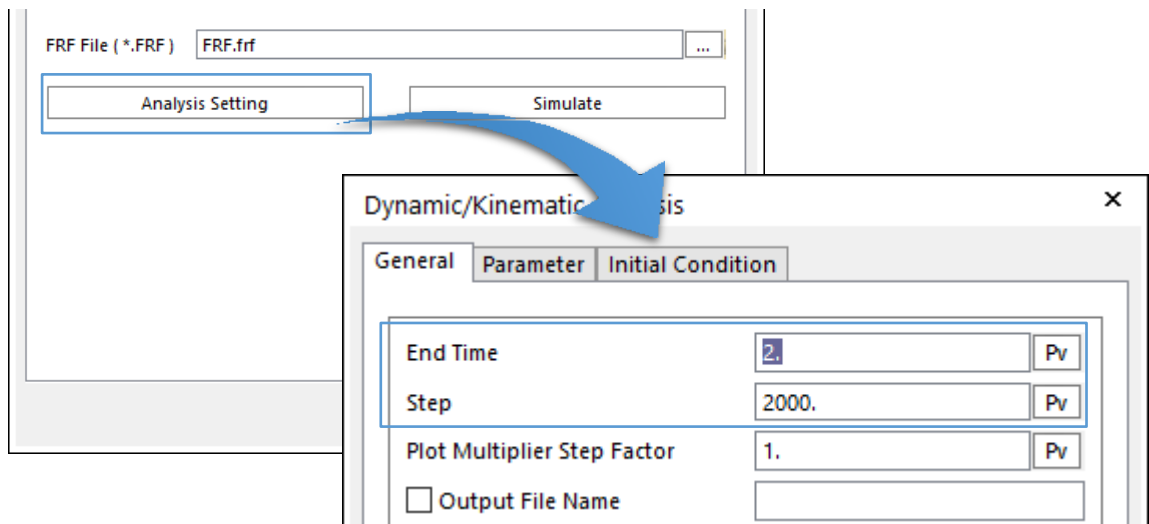 FRF File ( *.FRF ) FRF.frf ...
Analysis Setting Simulate
Dynamic/Kinematic sis ×
General Parameter Initial Condition
End Time 2. Pv
Step 2000. Pv
Plot Multiplier Step Factor 1. Pv
Output File Name